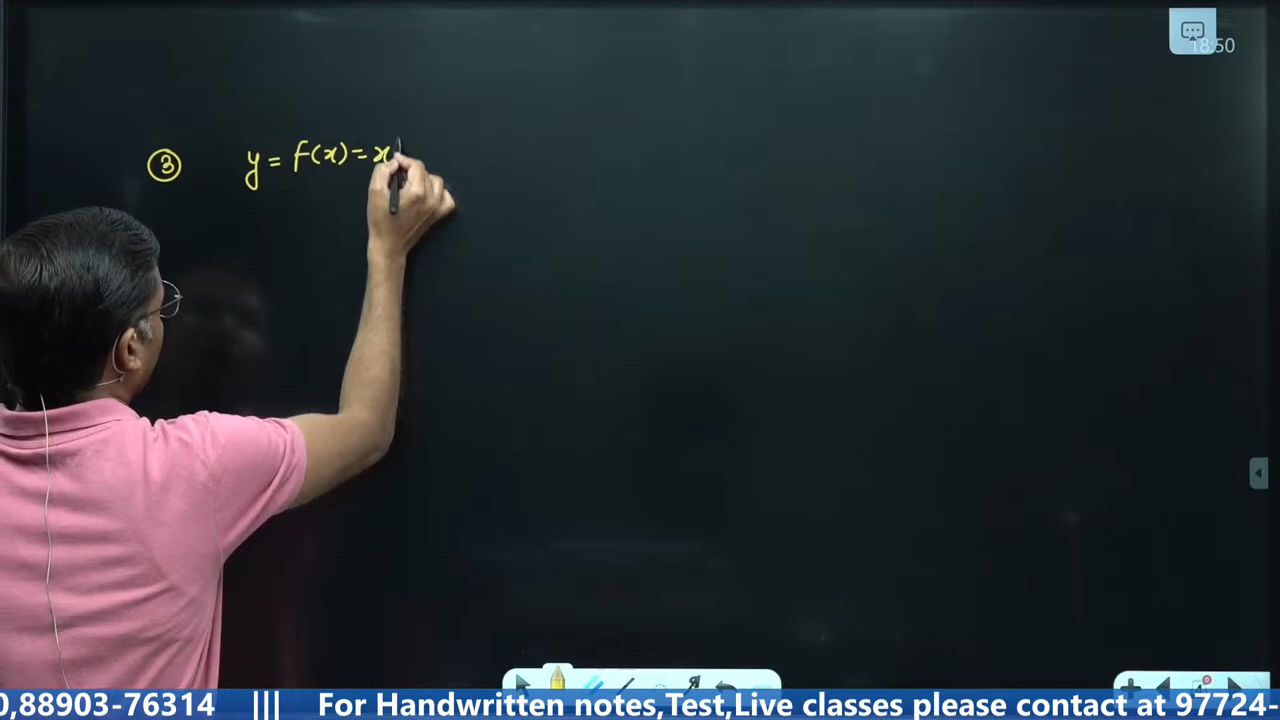 18:50
③ y = f(x) = x
0,88903-76314 ||| For Handwritten notes,Test,Live classes please contact at 97724-